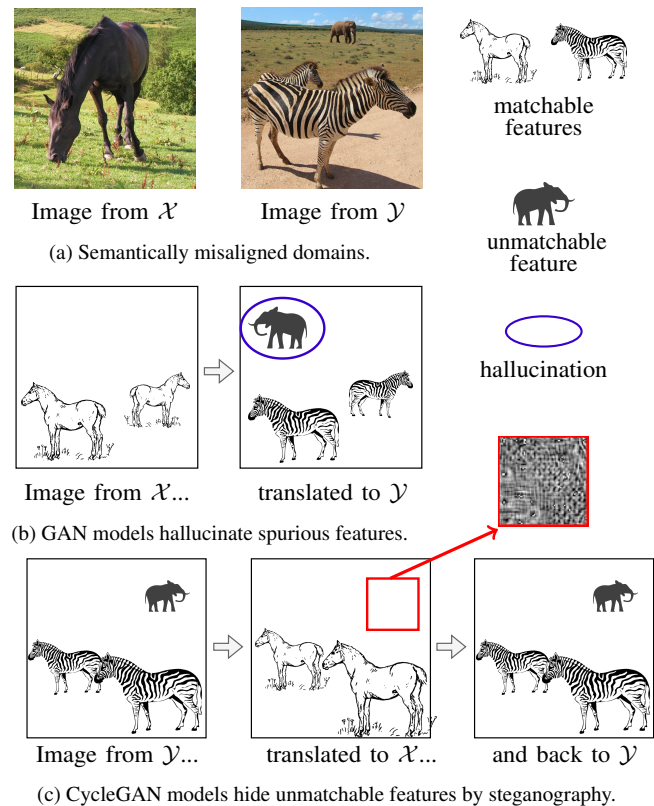 matchable
features
Image from 𝒳
Image from 𝒴
(a) Semantically misaligned domains.
unmatchable
feature
hallucination
Image from 𝒳...
translated to 𝒴
(b) GAN models hallucinate spurious features.
Image from 𝒴...
translated to 𝒳...
and back to 𝒴
(c) CycleGAN models hide unmatchable features by steganography.